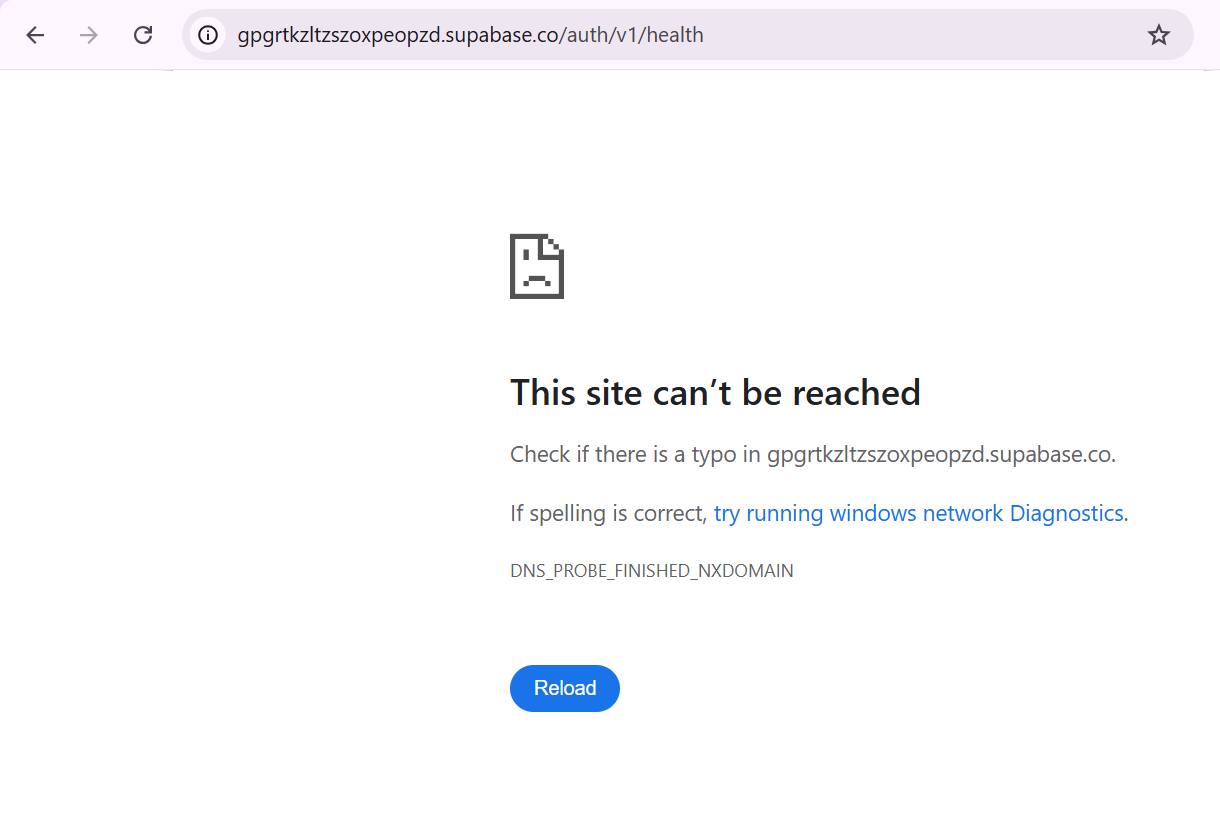 gpgrtkzltzszoxpeopzd.supabase.co/auth/v1/health
This site can’t be reached
Check if there is a typo in gpgrtkzltzszoxpeopzd.supabase.co.
If spelling is correct, try running windows network Diagnostics.
DNS_PROBE_FINISHED_NXDOMAIN
Reload